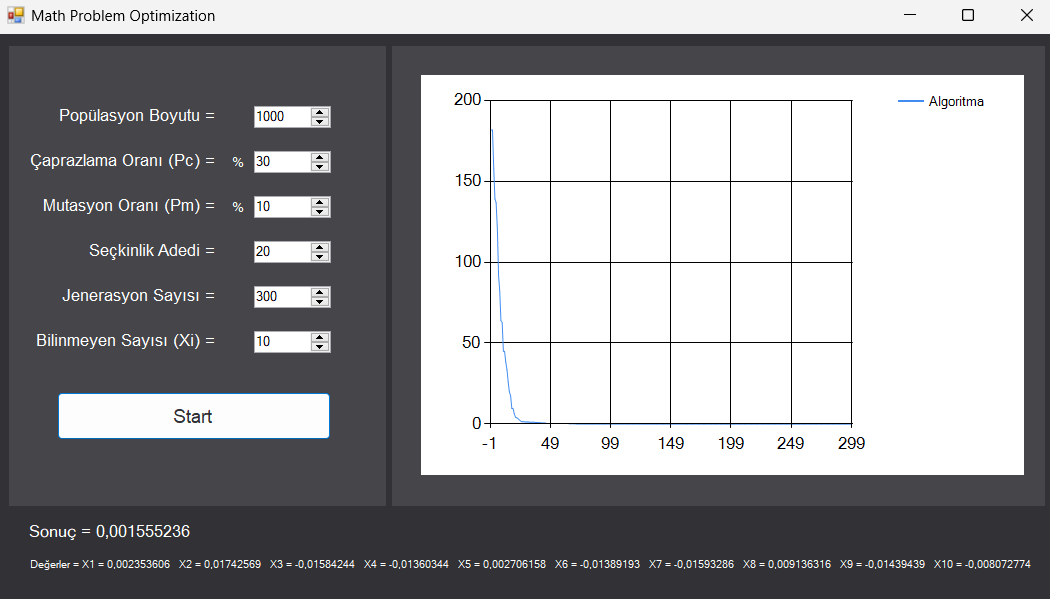 Math Problem Optimization
Popülasyon Boyutu = 1000
Çaprazlama Oranı (Pc) = % 30
Mutasyon Oranı (Pm) = % 10
Seçkinlik Adedi = 20
Jenerasyon Sayısı = 300
Bilinmeyen Sayısı (Xi) = 10
Start
200
150
100
50
0
-1 49 99 149 199 249 299
Algoritma
Sonuç = 0,001555236
Değerler = X1 = 0,002353606 X2 = 0,01742569 X3 = -0,01584244 X4 = -0,01360344 X5 = 0,002706158 X6 = -0,01389193 X7 = -0,01593286 X8 = 0,009136316 X9 = -0,01439439 X10 = -0,008072774